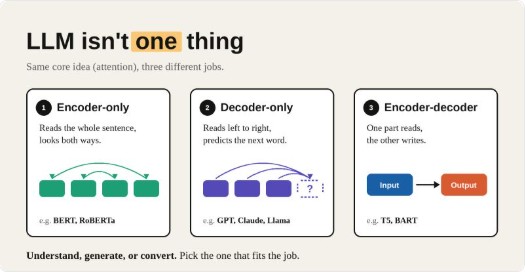 LLM isn't one thing
Same core idea (attention), three different jobs.
1 Encoder-only
Reads the whole sentence,
looks both ways.
e.g. BERT, RoBERTa
2 Decoder-only
Reads left to right,
predicts the next word.
?
e.g. GPT, Claude, Llama
3 Encoder-decoder
One part reads,
the other writes.
Input
Output
e.g. T5, BART
Understand, generate, or convert. Pick the one that fits the job.